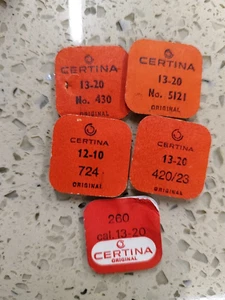 CERTINA
13-20
No. 430
ORIGINAL
CERTINA
13-20
No. 5121
ORIGINAL
CERTINA
12-10
724
ORIGINAL
CERTINA
13-20
420/23
ORIGINAL
260
cal. 13-20
CERTINA
ORIGINAL